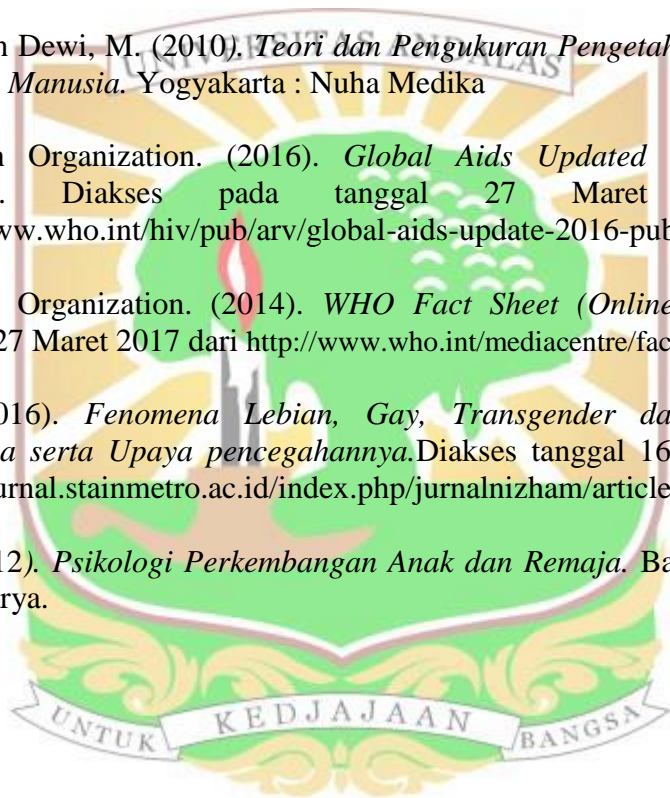 UNIVERSITAS ANDALAS
n Dewi, M. (2010). Teori dan Pengukuran Pengetah
Manusia. Yogyakarta : Nuha Medika
n Organization. (2016). Global Aids Updated
. Diakses pada tanggal 27 Maret
ww.who.int/hiv/pub/arv/global-aids-update-2016-pub
Organization. (2014). WHO Fact Sheet (Online
27 Maret 2017 dari http://www.who.int/mediacentre/fac
016). Fenomena Lebian, Gay, Transgender da
a serta Upaya pencegahannya.Diakses tanggal 16
urnal.stainmetro.ac.id/index.php/jurnalnizham/article
12). Psikologi Perkembangan Anak dan Remaja. Ba
rya.
UNTUK KEDJAJAAN BANGSA